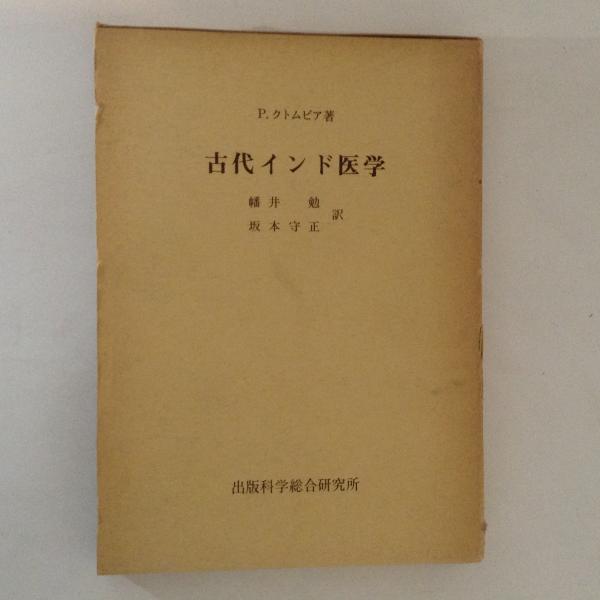 P. クトムビア著
古代インド医学
幡井 勉
坂本守正 訳
出版科学総合研究所